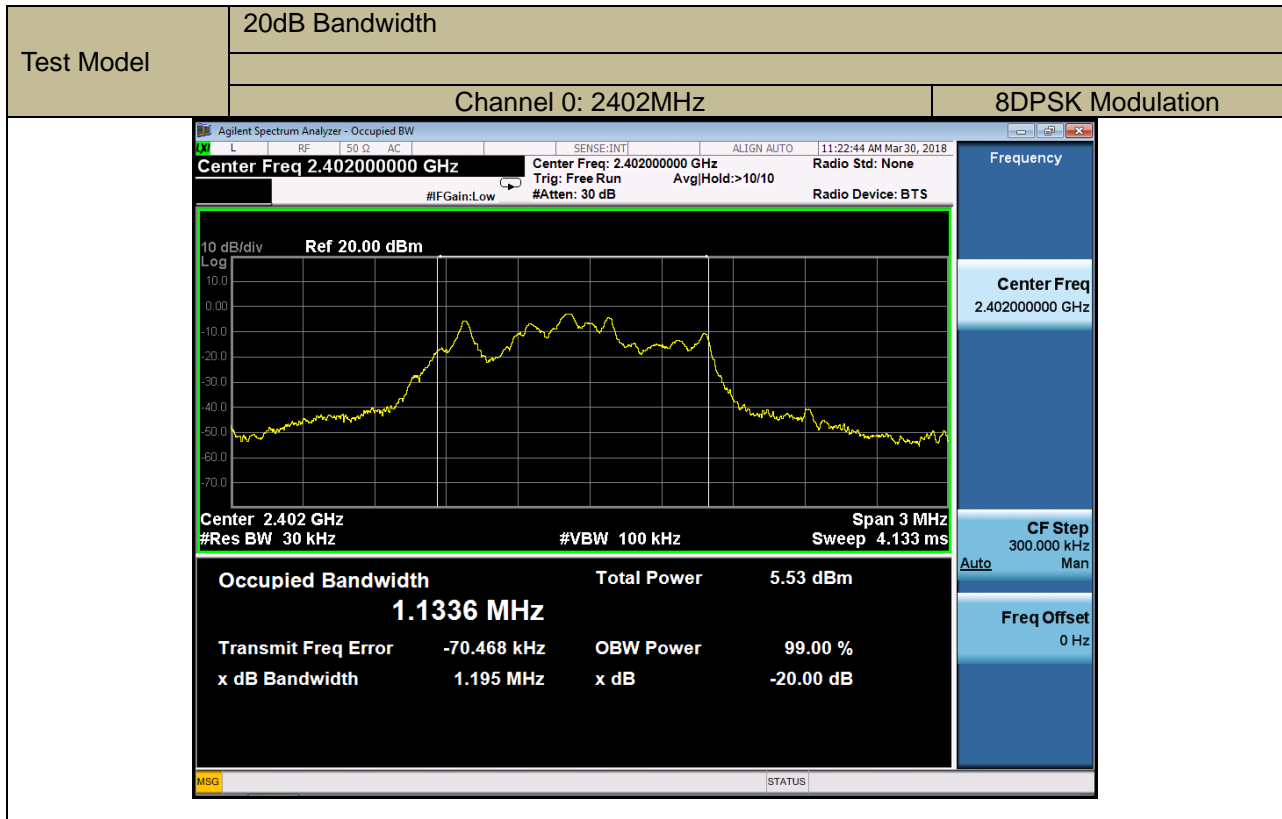 20dB Bandwidth
Test Model
Channel 0: 2402MHz
8DPSK Modulation
Agilent Spectrum Analyzer - Occupied BW
LXI L RF 50 Ω AC SENSE:INT ALIGN AUTO 11:22:44 AM Mar 30, 2018
Center Freq 2.402000000 GHz
Center Freq: 2.402000000 GHz
Radio Std: None
Trig: Free Run
Avg|Hold:>10/10
#IFGain:Low
#Atten: 30 dB
Radio Device: BTS
10 dB/div
Ref 20.00 dBm
Log
10.0
0.00
-10.0
-20.0
-30.0
-40.0
-50.0
-60.0
-70.0
Center 2.402 GHz
Span 3 MHz
#Res BW 30 kHz
#VBW 100 kHz
Sweep 4.133 ms
Occupied Bandwidth
Total Power 5.53 dBm
1.1336 MHz
Transmit Freq Error -70.468 kHz
OBW Power 99.00 %
x dB Bandwidth 1.195 MHz
x dB -20.00 dB
MSG
STATUS
Frequency
Center Freq
2.402000000 GHz
CF Step
300.000 kHz
Auto Man
Freq Offset
0 Hz